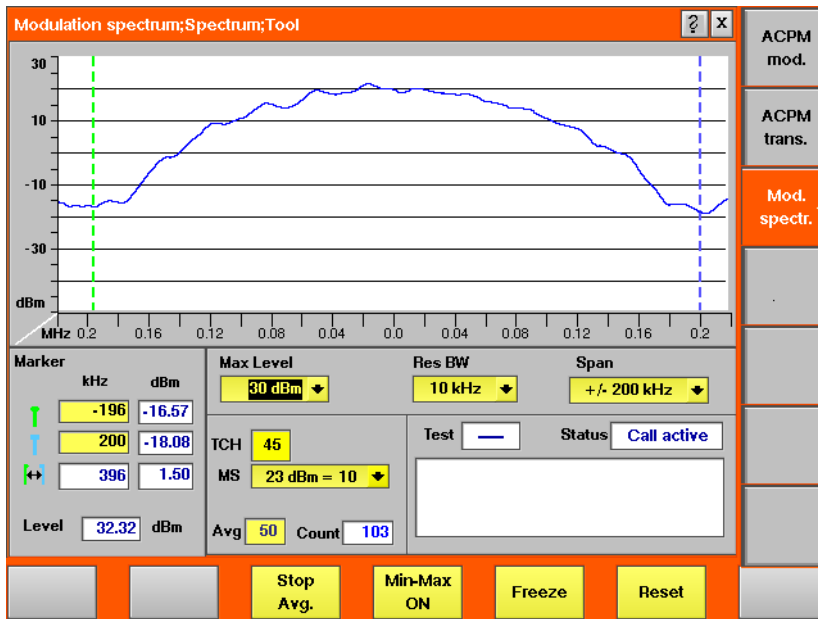 Modulation spectrum;Spectrum;Tool
? x
30
10
-10
-30
dBm
MHz 0.2 0.16 0.12 0.08 0.04 0.0 0.04 0.08 0.12 0.16 0.2
Marker
kHz dBm
-196 -16.57
200 -18.08
396 1.50
Level 32.32 dBm
Max Level Res BW Span
30 dBm 10 kHz +/- 200 kHz
TCH 45
MS 23 dBm = 10
Avg 50 Count 103
Test — Status Call active
Stop
Avg.
Min-Max
ON
Freeze
Reset
ACPM
mod.
ACPM
trans.
Mod.
spectr.
.